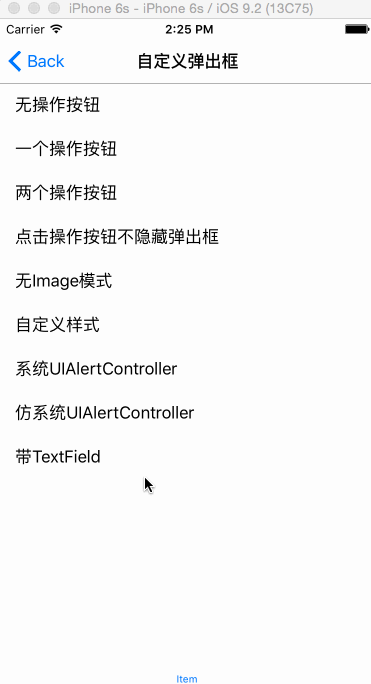 iPhone 6s - iPhone 6s / iOS 9.2 (13C75)
Carrier 2:25 PM
Back 自定义弹出框
无操作按钮
一个操作按钮
两个操作按钮
点击操作按钮不隐藏弹出框
无Image模式
自定义样式
系统UIAlertController
仿系统UIAlertController
带TextField
Item